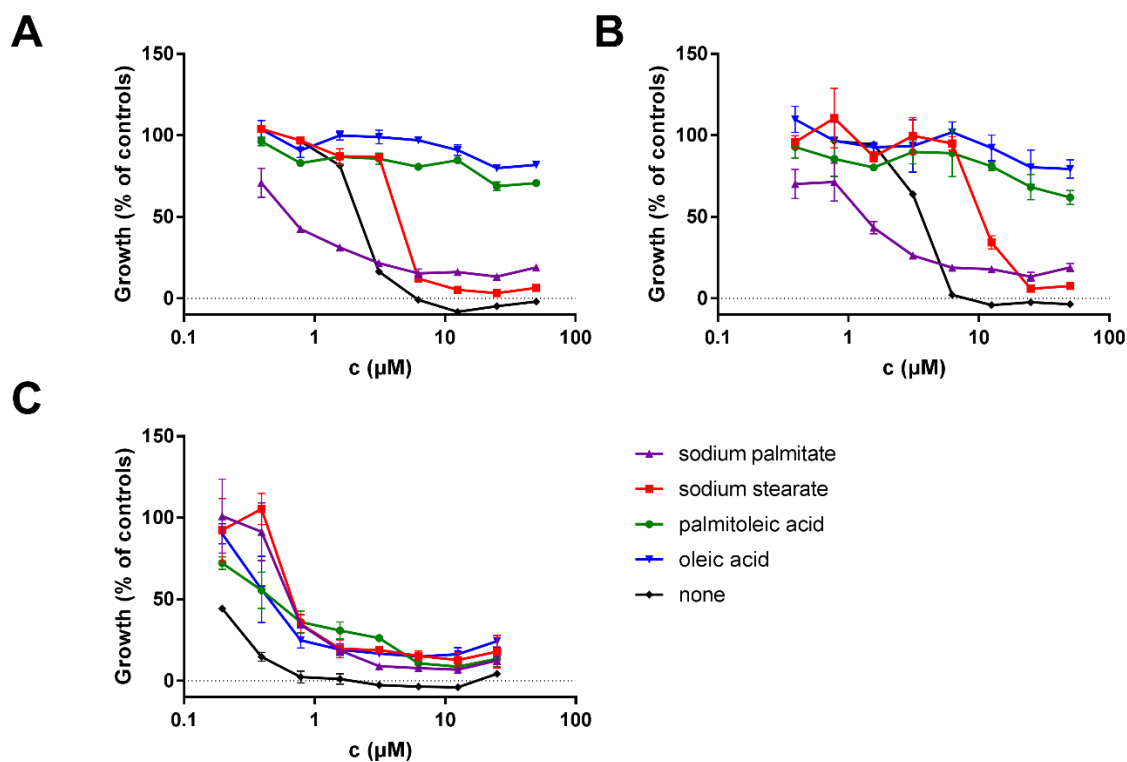 A
Growth (% of controls)
150
100
50
0
0.1
1
10
100
c (µM)
B
Growth (% of controls)
150
100
50
0
0.1
1
10
100
c (µM)
C
Growth (% of controls)
150
100
50
0
0.1
1
10
100
c (µM)
sodium palmitate
sodium stearate
palmitoleic acid
oleic acid
none